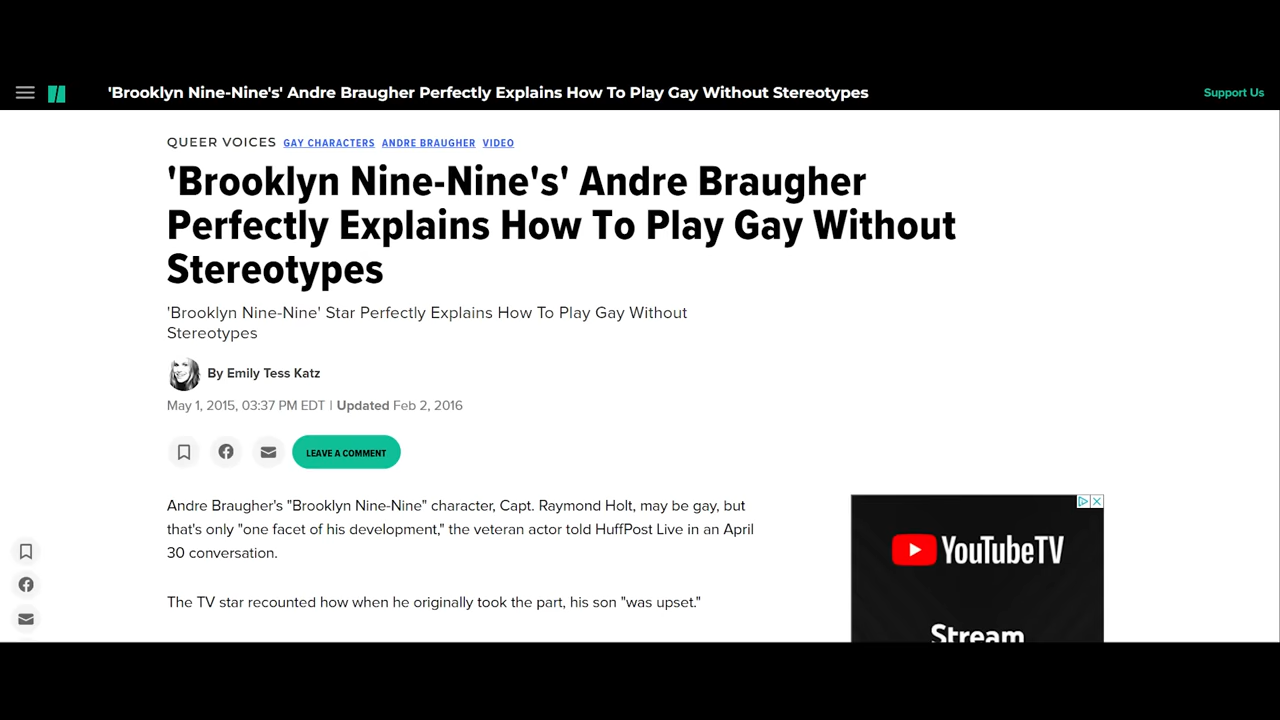 'Brooklyn Nine-Nine's' Andre Braugher Perfectly Explains How To Play Gay Without Stereotypes
Support Us
QUEER VOICES GAY CHARACTERS ANDRE BRAUGHER VIDEO
'Brooklyn Nine-Nine's' Andre Braugher
Perfectly Explains How To Play Gay Without
Stereotypes
'Brooklyn Nine-Nine' Star Perfectly Explains How To Play Gay Without
Stereotypes
By Emily Tess Katz
May 1, 2015, 03:37 PM EDT | Updated Feb 2, 2016
LEAVE A COMMENT
Andre Braugher's "Brooklyn Nine-Nine" character, Capt. Raymond Holt, may be gay, but
that's only "one facet of his development," the veteran actor told HuffPost Live in an April
30 conversation.
The TV star recounted how when he originally took the part, his son "was upset."
YouTubeTV
Stream